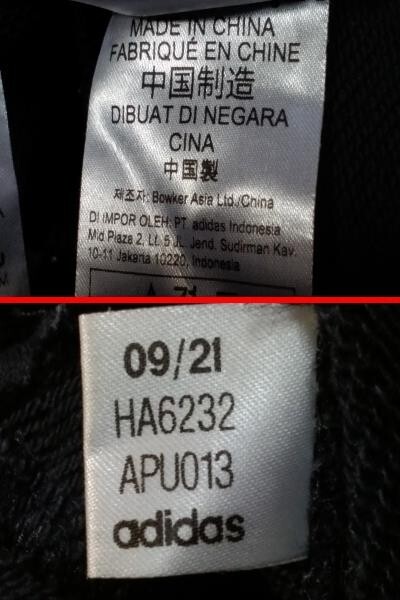 MADE IN CHINA
FABRIQUÉ EN CHINE
中国制造
DIBUAT DI NEGARA
CINA
中国製
제조자: Bowker Asia Ltd./China
DI IMPOR OLEH: PT. adidas Indonesia
Mid Plaza 2, Lt. 5 JL. Jend. Sudirman Kav.
10-11 Jakarta 10220, Indonesia
09/21
HA6232
APU013
adidas